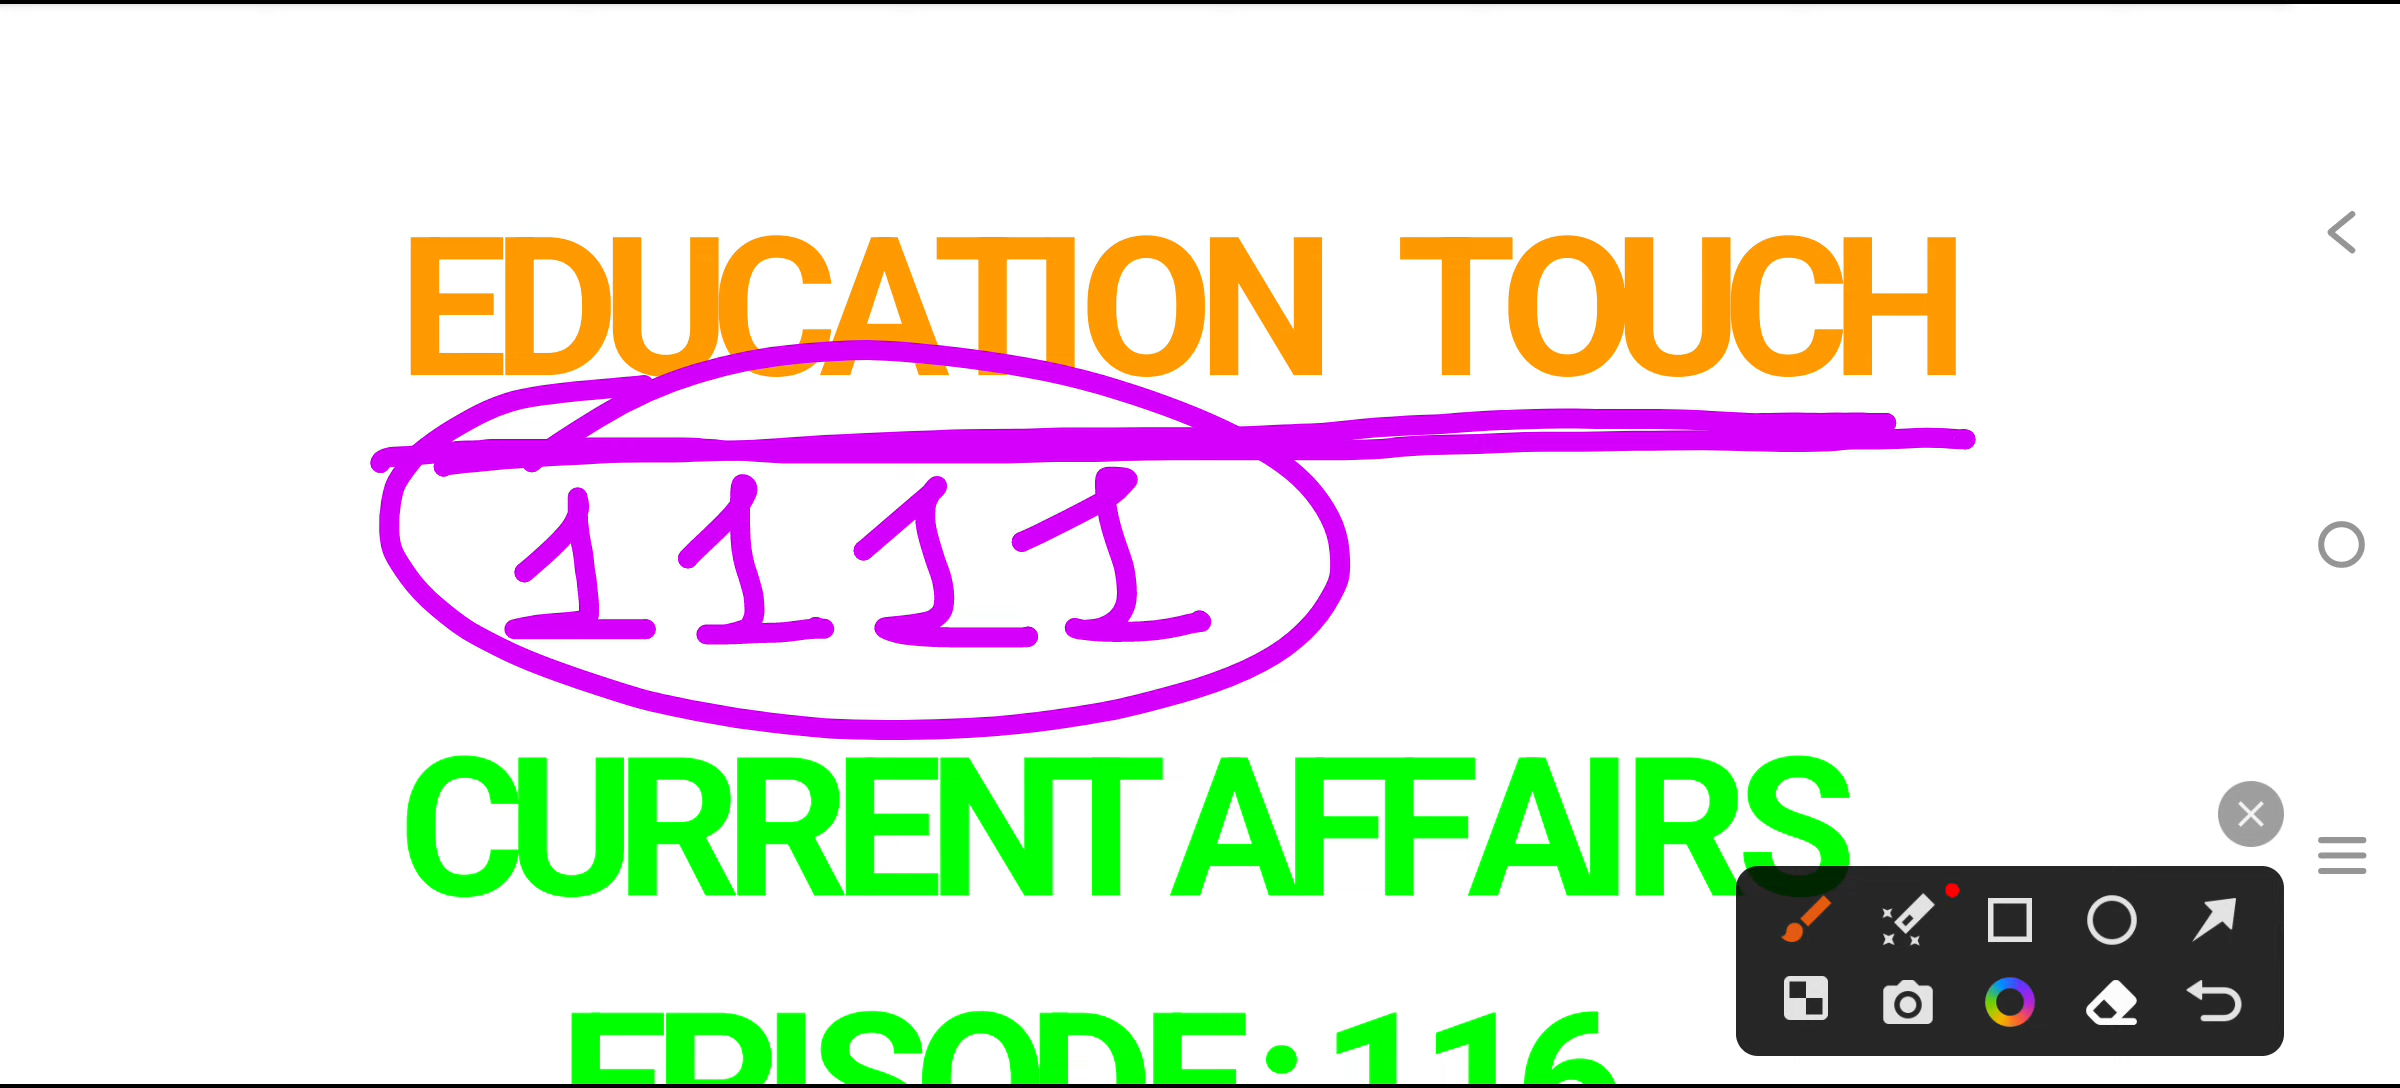 EDUCATION TOUCH
1111
CURRENT AFFAIRS
EPISODE:116